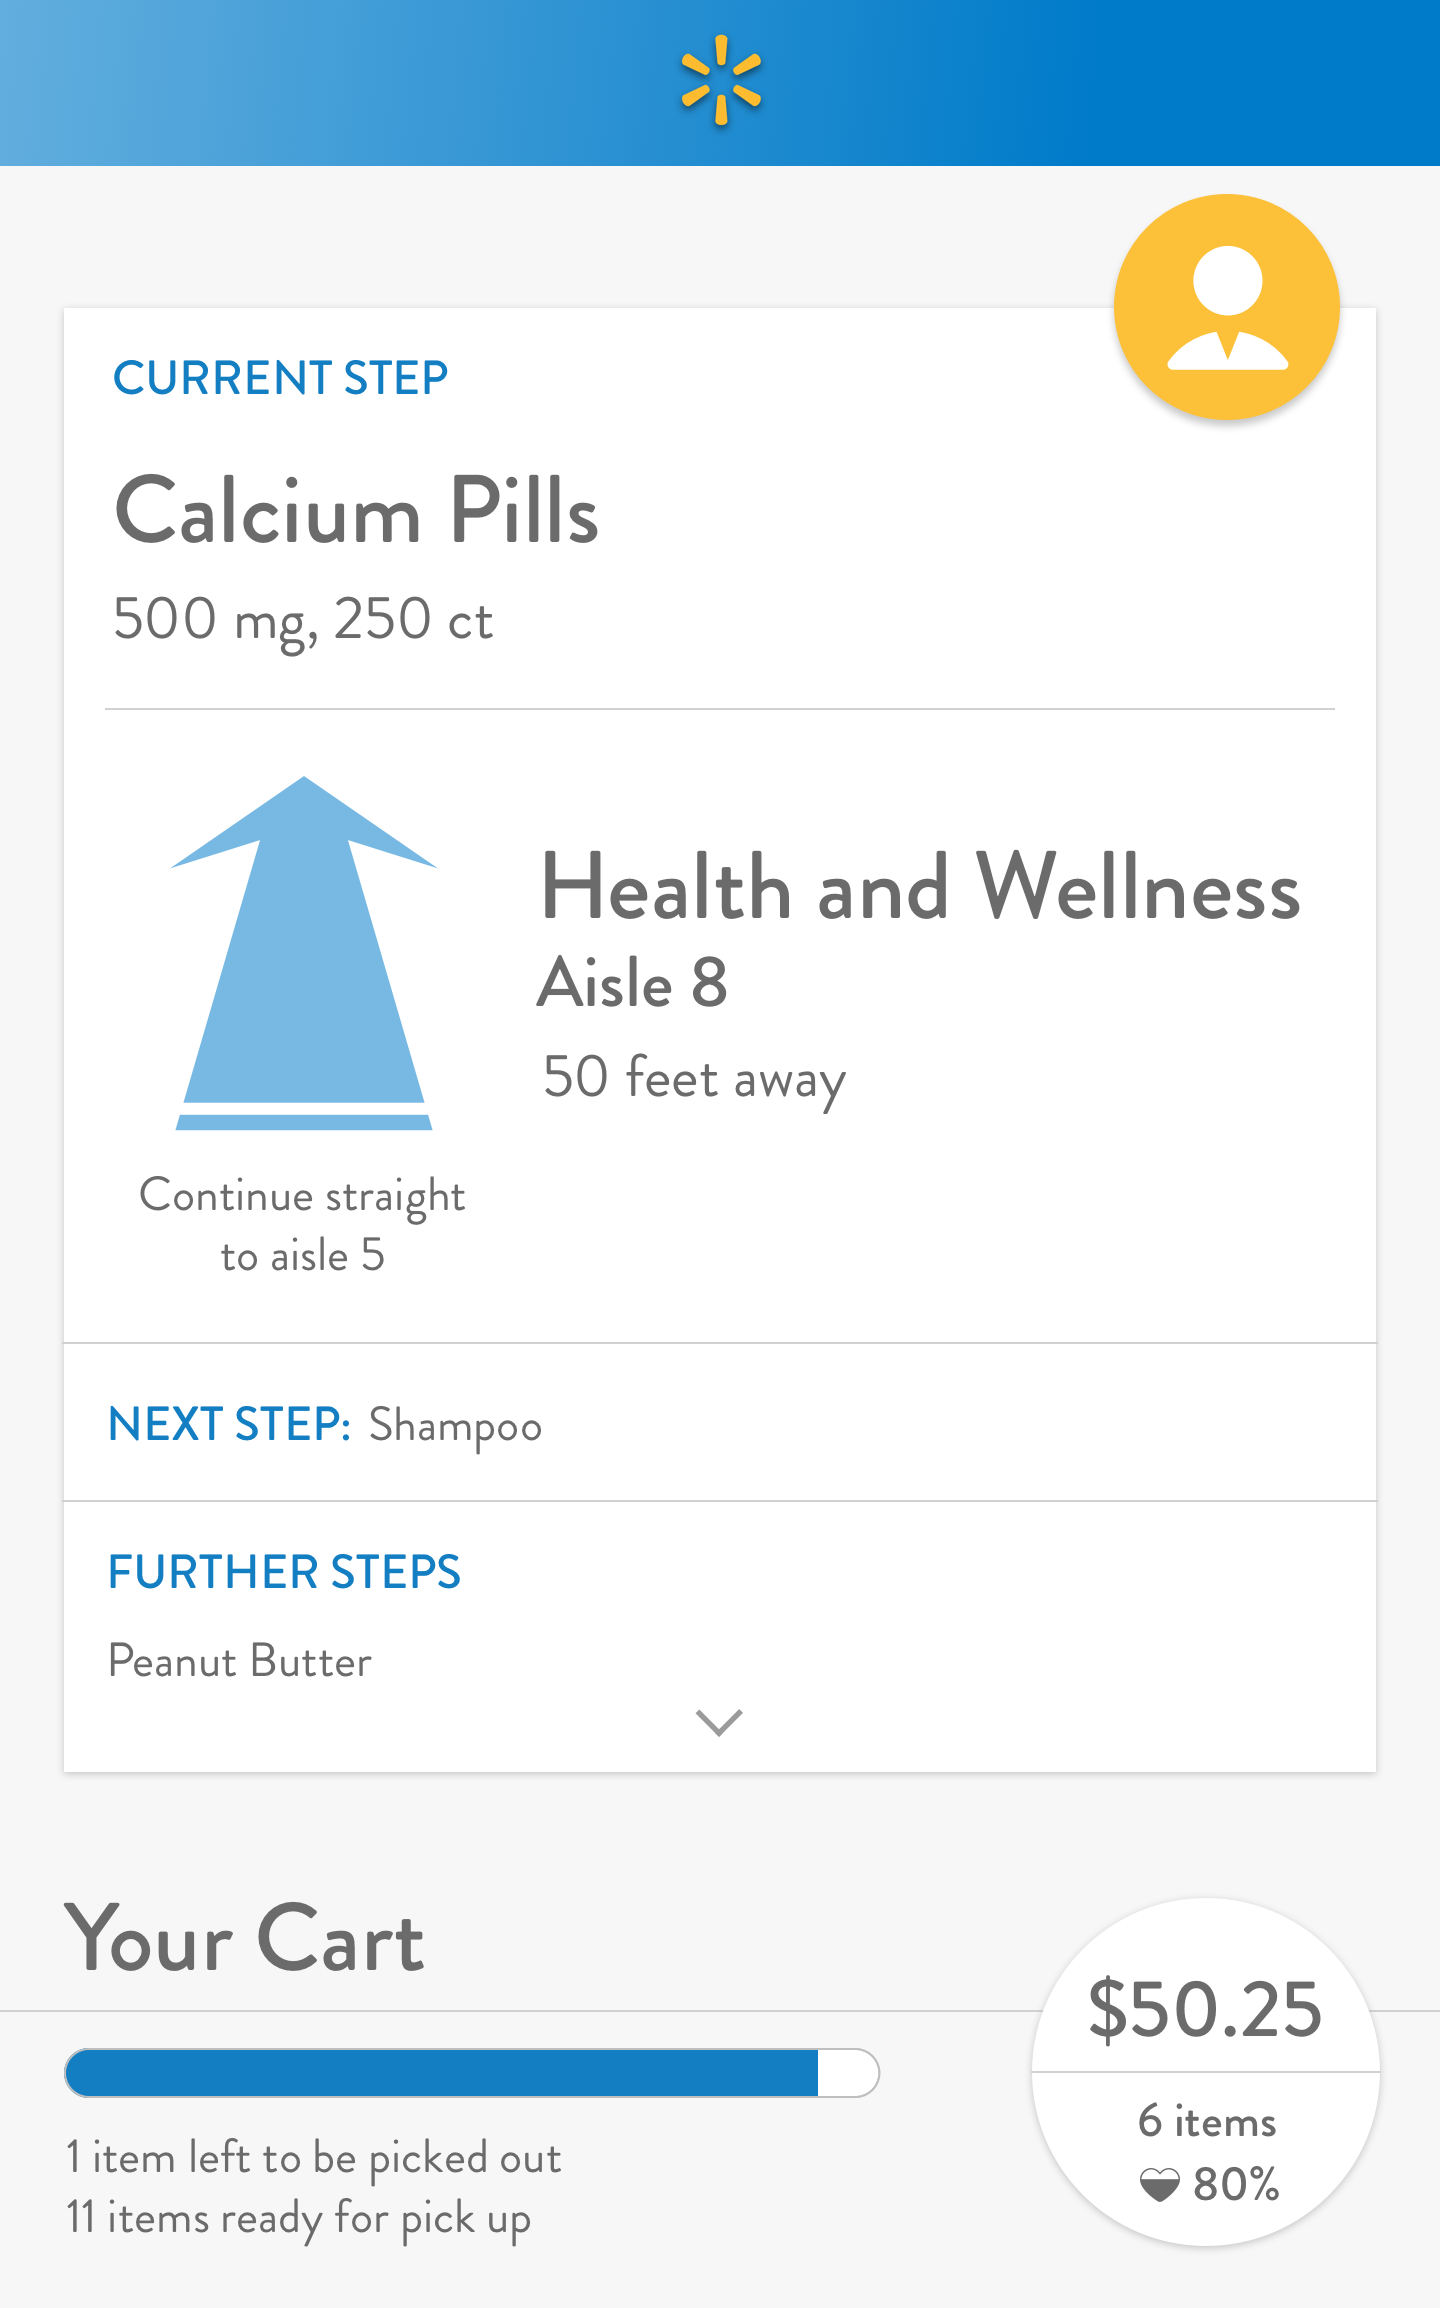 CURRENT STEP
Calcium Pills
500 mg, 250 ct
Health and Wellness
Aisle 8
50 feet away
Continue straight
to aisle 5
NEXT STEP: Shampoo
FURTHER STEPS
Peanut Butter
Your Cart
$50.25
6 items
80%
1 item left to be picked out
11 items ready for pick up